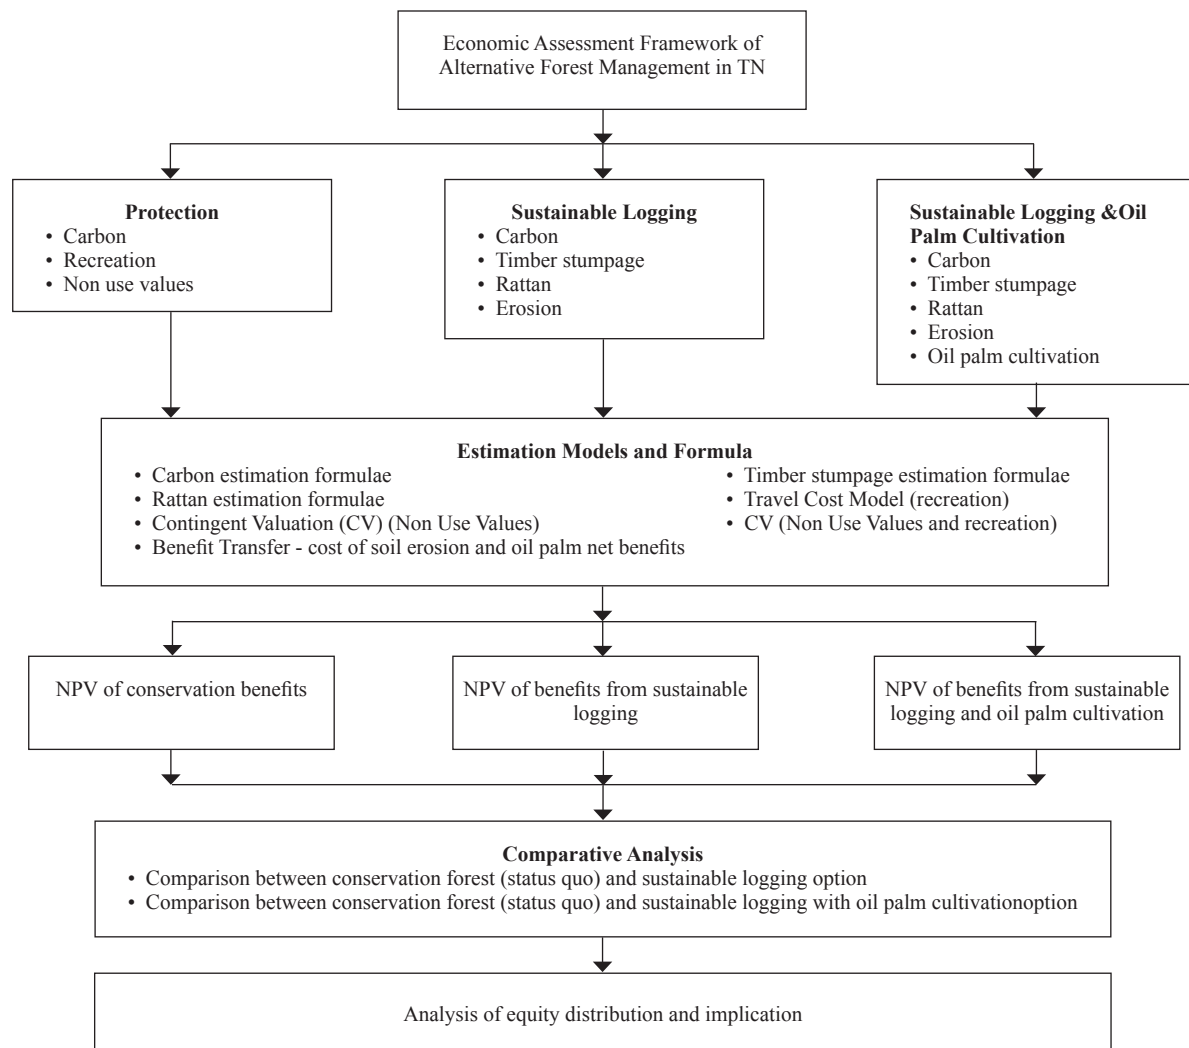 Economic Assessment Framework of
Alternative Forest Management in TN
Protection
• Carbon
• Recreation
• Non use values
Sustainable Logging
• Carbon
• Timber stumpage
• Rattan
• Erosion
Sustainable Logging &Oil
Palm Cultivation
• Carbon
• Timber stumpage
• Rattan
• Erosion
• Oil palm cultivation
Estimation Models and Formula
• Carbon estimation formulae
• Rattan estimation formulae
• Contingent Valuation (CV) (Non Use Values)
• Benefit Transfer - cost of soil erosion and oil palm net benefits
• Timber stumpage estimation formulae
• Travel Cost Model (recreation)
• CV (Non Use Values and recreation)
NPV of conservation benefits
NPV of benefits from sustainable
logging
NPV of benefits from sustainable
logging and oil palm cultivation
Comparative Analysis
• Comparison between conservation forest (status quo) and sustainable logging option
• Comparison between conservation forest (status quo) and sustainable logging with oil palm cultivationoption
Analysis of equity distribution and implication